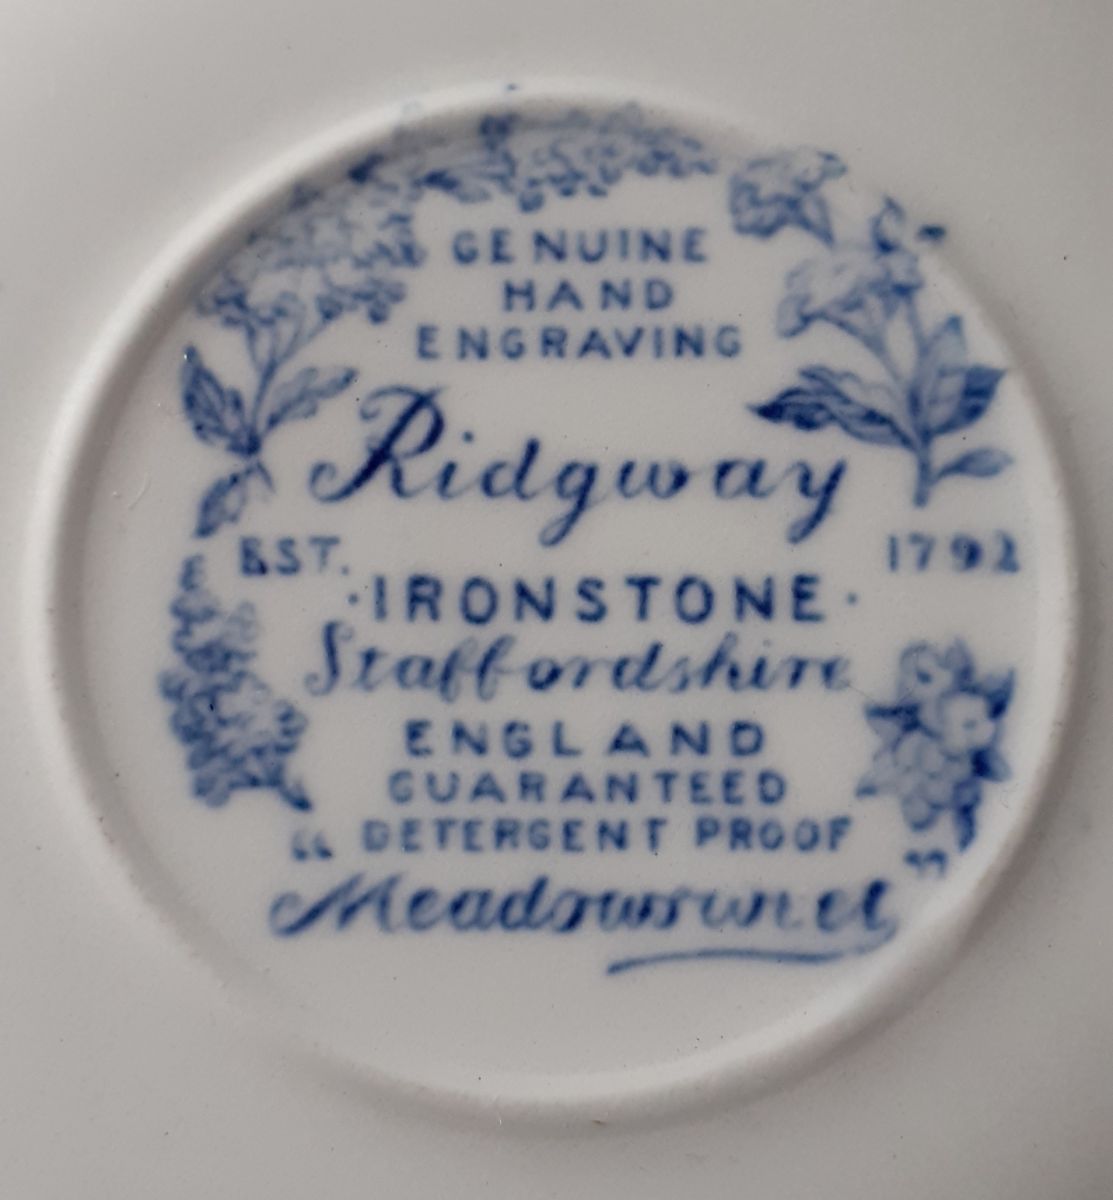 GENUINE
HAND
ENGRAVING
Ridgway
EST. 1792
·IRONSTONE·
Staffordshire
ENGLAND
GUARANTEED
DETERGENT PROOF
"Meadowsweet"